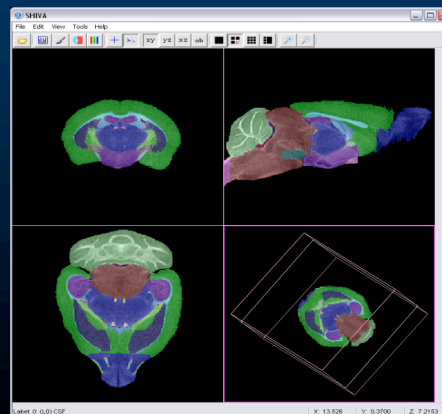 SHIVA
File Edit View Tools Help
xy yz xz ob
Label 0: (L0) CSF X: 13.526 Y: 0.3700 Z: 7.2153